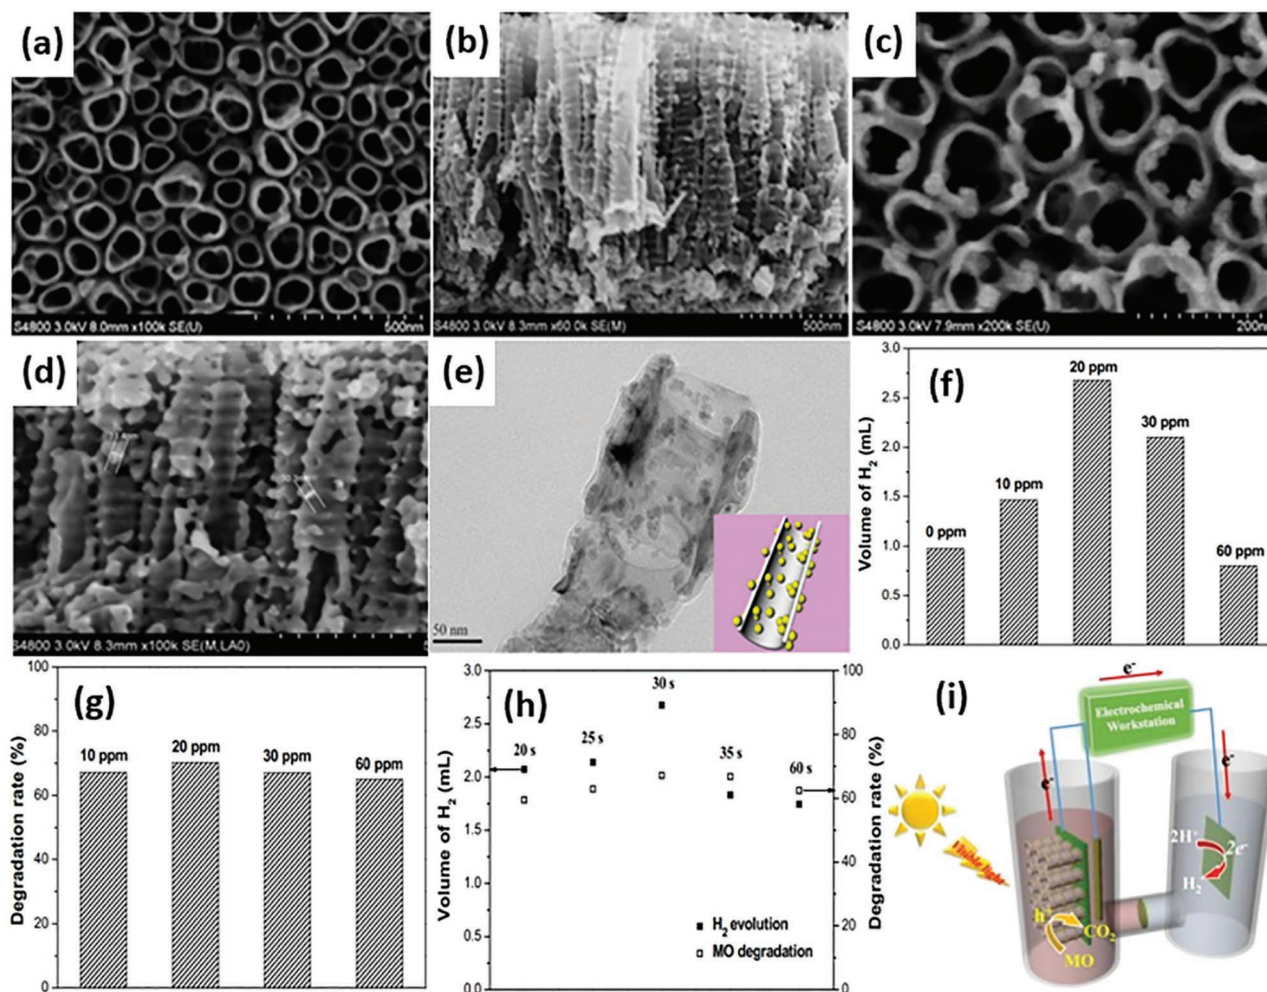 (a)
S4800 3.0kV 8.0mm x100k SE(U)
500nm
(b)
S4800 3.0kV 8.3mm x60.0k SE(M)
500nm
(c)
S4800 3.0kV 7.9mm x200k SE(U)
200n
(d)
S4800 3.0kV 8.3mm x100k SE(M,LA0)
(e)
50 nm
(f)
Volume of H2 (mL)
3.0
2.5
2.0
1.5
1.0
0.5
0.0
0 ppm
10 ppm
20 ppm
30 ppm
60 ppm
(g)
Degradation rate (%)
100
80
60
40
20
0
10 ppm
20 ppm
30 ppm
60 ppm
(h)
Volume of H2 (mL)
3.0
2.5
2.0
1.5
1.0
0.5
0.0
20 s
25 s
30 s
35 s
60 s
H2 evolution
MO degradation
100
80
60
40
20
0
Degradation rate (%)
(i)
e-
Electrochemical
Workstation
e-
e-
Visible light
2H+
2e-
H2
h+
CO2
MO